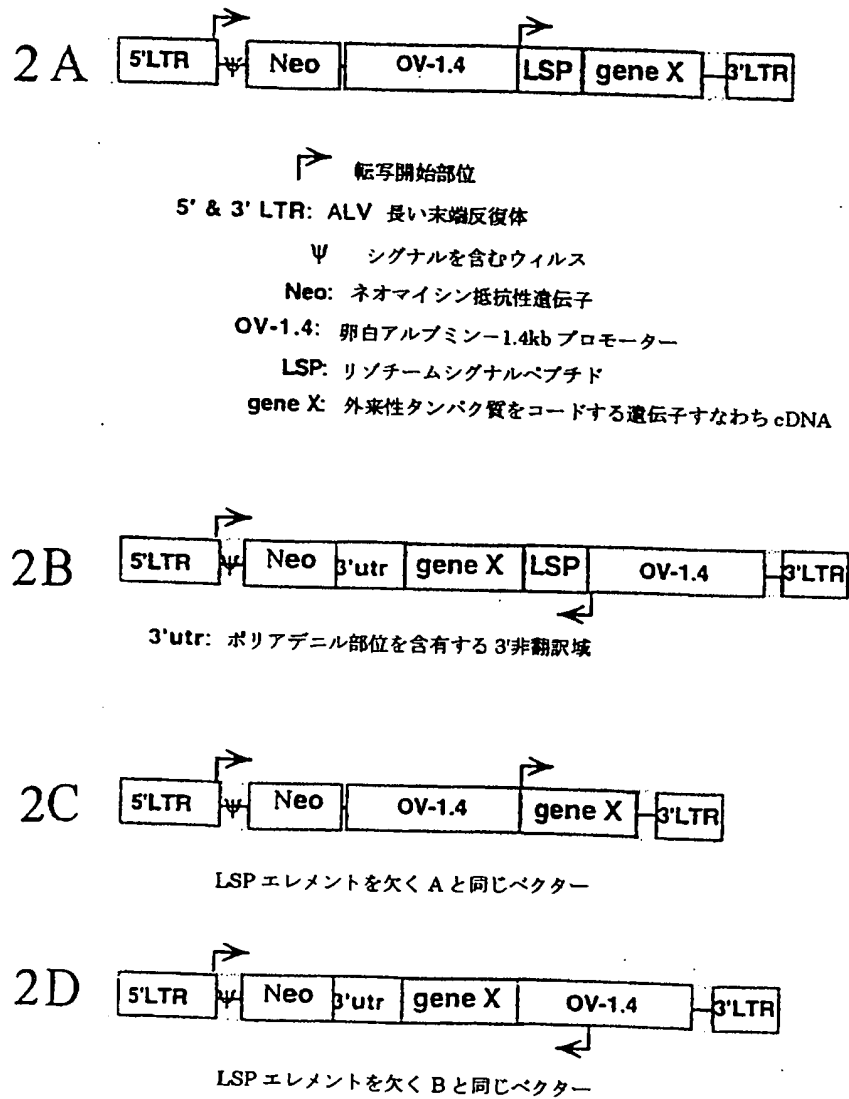 2A 5'LTR ψ Neo OV-1.4 LSP gene X 3'LTR
転写開始部位
5' & 3' LTR: ALV 長い末端反復体
Ψ シグナルを含むウィルス
Neo: ネオマイシン抵抗性遺伝子
OV-1.4: 卵白アルブミン－1.4kb プロモーター
LSP: リゾチームシグナルペプチド
gene X: 外来性タンパク質をコードする遺伝子すなわち cDNA
2B 5'LTR ψ Neo 3'utr gene X LSP OV-1.4 3'LTR
3'utr: ポリアデニル部位を含有する 3'非翻訳域
2C 5'LTR ψ Neo OV-1.4 gene X 3'LTR
LSP エレメントを欠く A と同じベクター
2D 5'LTR ψ Neo 3'utr gene X OV-1.4 3'LTR
LSP エレメントを欠く B と同じベクター